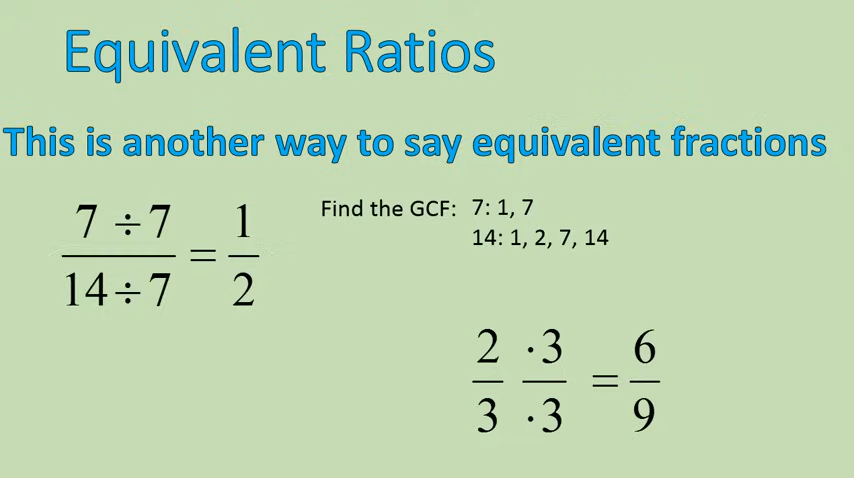 Equivalent Ratios
This is another way to say equivalent fractions
7 ÷ 7 / 14 ÷ 7 = 1 / 2
Find the GCF: 7: 1, 7
14: 1, 2, 7, 14
2 / 3 · 3 / · 3 = 6 / 9